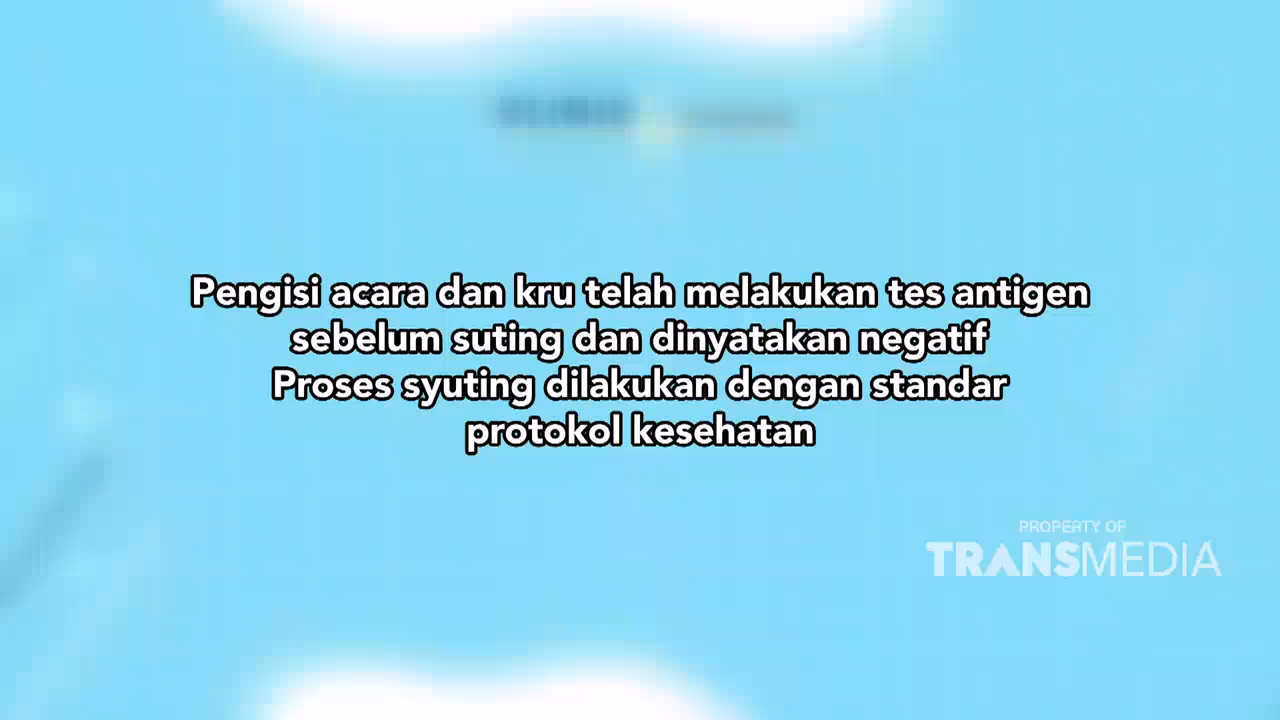 Pengisi acara dan kru telah melakukan tes antigen
sebelum suting dan dinyatakan negatif
Proses syuting dilakukan dengan standar
protokol kesehatan
PROPERTY OF
TRANSMEDIA